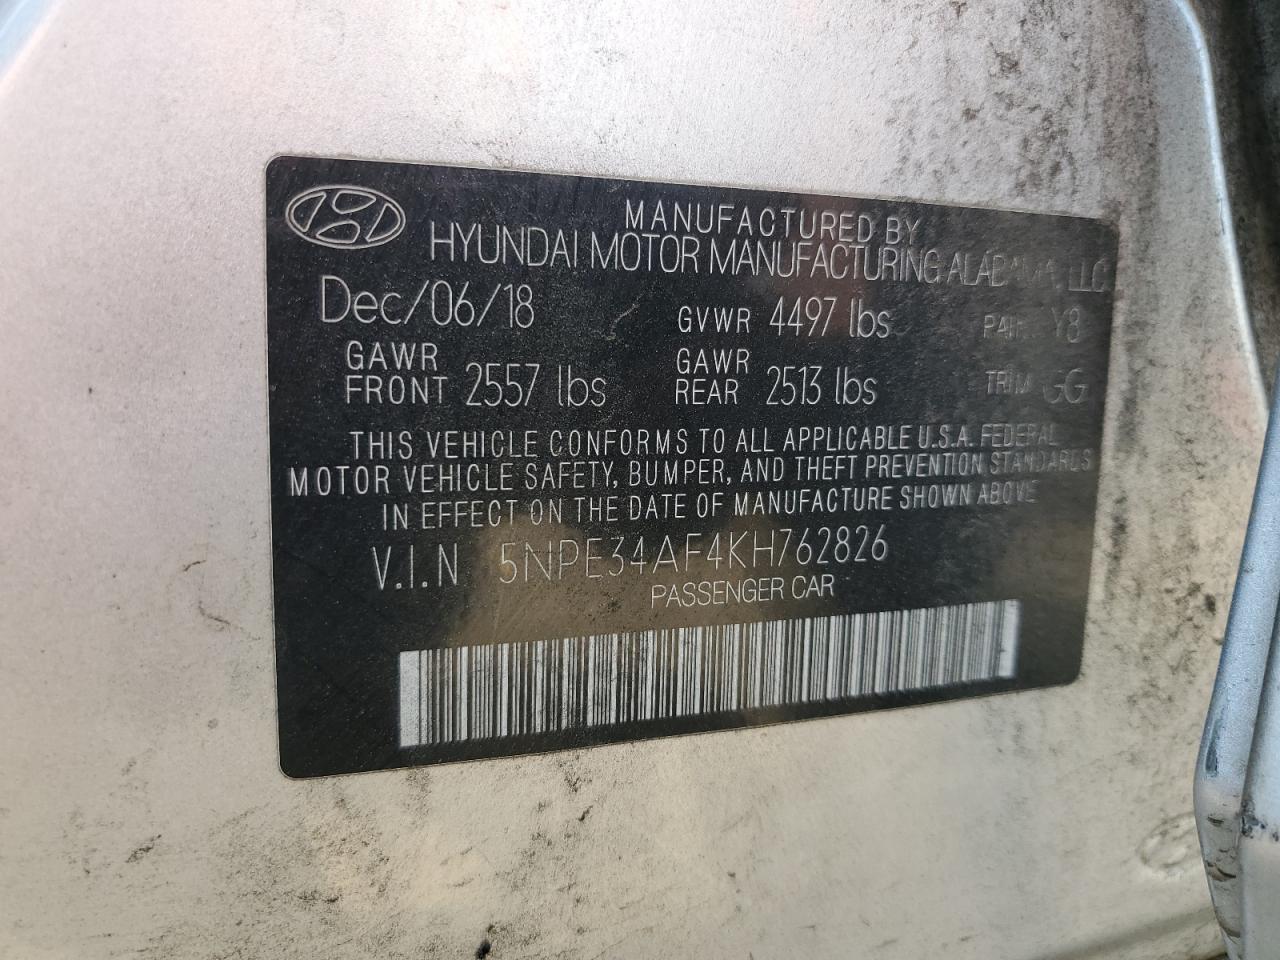 MANUFACTURED BY
HYUNDAI MOTOR MANUFACTURING ALABAMA, LLC
Dec/06/18 GVWR 4497 lbs PAINT Y8
GAWR FRONT 2557 lbs GAWR REAR 2513 lbs TRIM GG
THIS VEHICLE CONFORMS TO ALL APPLICABLE U.S.A. FEDERAL
MOTOR VEHICLE SAFETY, BUMPER, AND THEFT PREVENTION STANDARDS
IN EFFECT ON THE DATE OF MANUFACTURE SHOWN ABOVE
V.I.N 5NPE34AF4KH762826
PASSENGER CAR